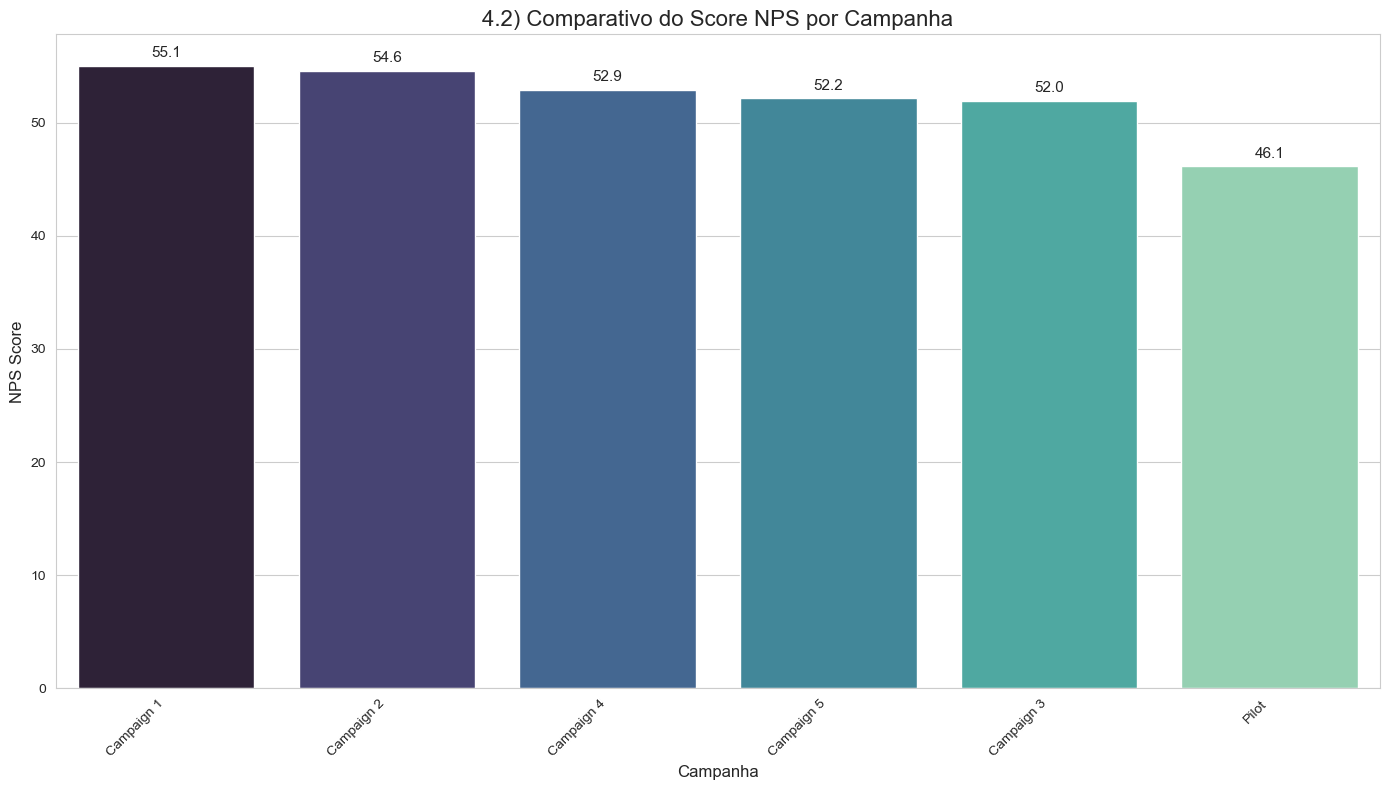 4.2) Comparativo do Score NPS por Campanha
55.1
54.6
52.9
52.2
52.0
46.1
50
40
30
20
10
0
NPS Score
Campaign 1
Campaign 2
Campaign 4
Campaign 5
Campaign 3
Pilot
Campanha